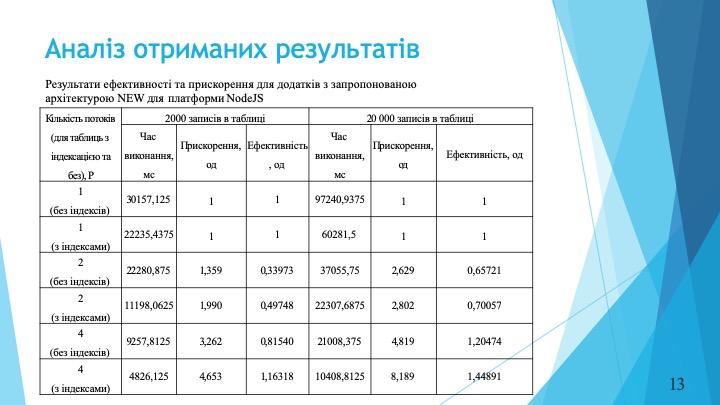 Аналіз отриманих результатів
Результати ефективності та прискорення для додатків з запропонованою
архітектурою NEW для платформи NodeJS
Кількість потоків (для таблиць з індексацією та без), P
2000 записів в таблиці
20 000 записів в таблиці
Час виконання, мс
Прискорення, од
Ефективність , од
Час виконання, мс
Прискорення, од
Ефективність, од
1 (без індексів) 30157,125 1 1 97240,9375 1 1
1 (з індексами) 22235,4375 1 1 60281,5 1 1
2 (без індексів) 22280,875 1,359 0,33973 37055,75 2,629 0,65721
2 (з індексами) 11198,0625 1,990 0,49748 22307,6875 2,802 0,70057
4 (без індексів) 9257,8125 3,262 0,81540 21008,375 4,819 1,20474
4 (з індексами) 4826,125 4,653 1,16318 10408,8125 8,189 1,44891
13